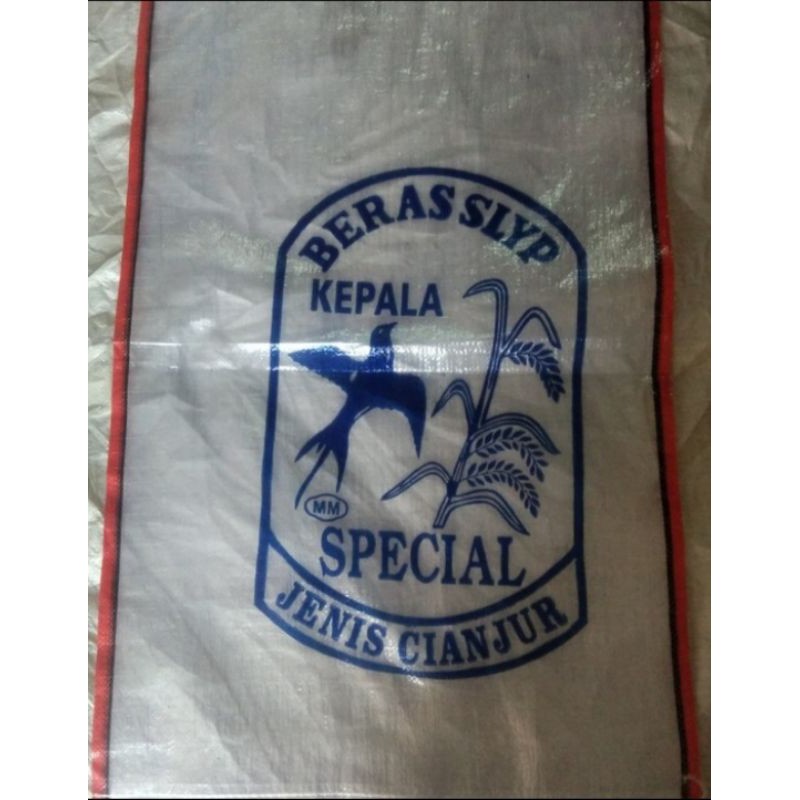 BERAS SLYP
KEPALA
MM
SPECIAL
JENIS CIANJUR